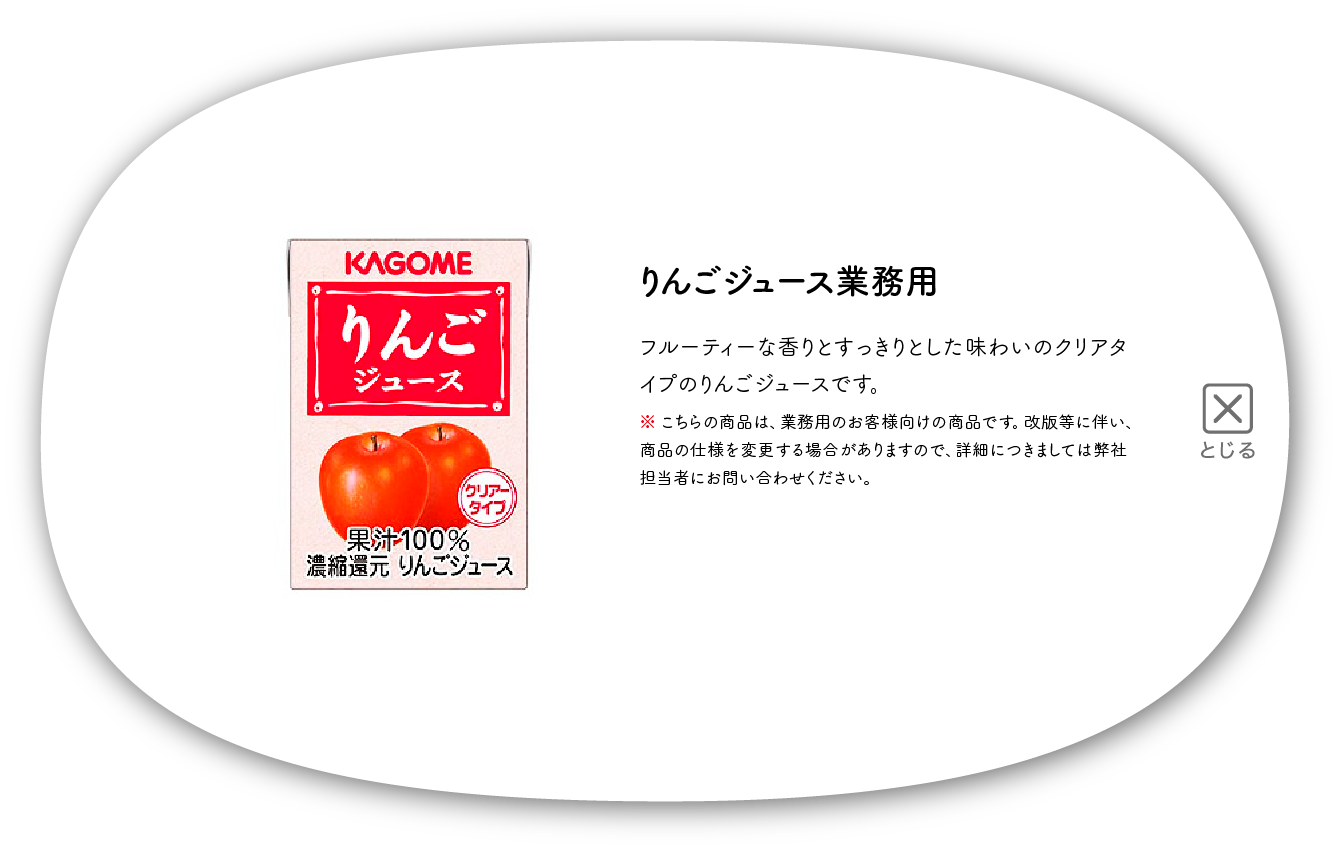 KAGOME
りんご
ジュース
クリアー
タイプ
果汁100%
濃縮還元 りんごジュース
りんごジュース業務用
フルーティーな香りとすっきりとした味わいのクリアタ
イプのりんごジュースです。
※ こちらの商品は、業務用のお客様向けの商品です。改版等に伴い、
商品の仕様を変更する場合がありますので、詳細につきましては弊社
担当者にお問い合わせください。
とじる